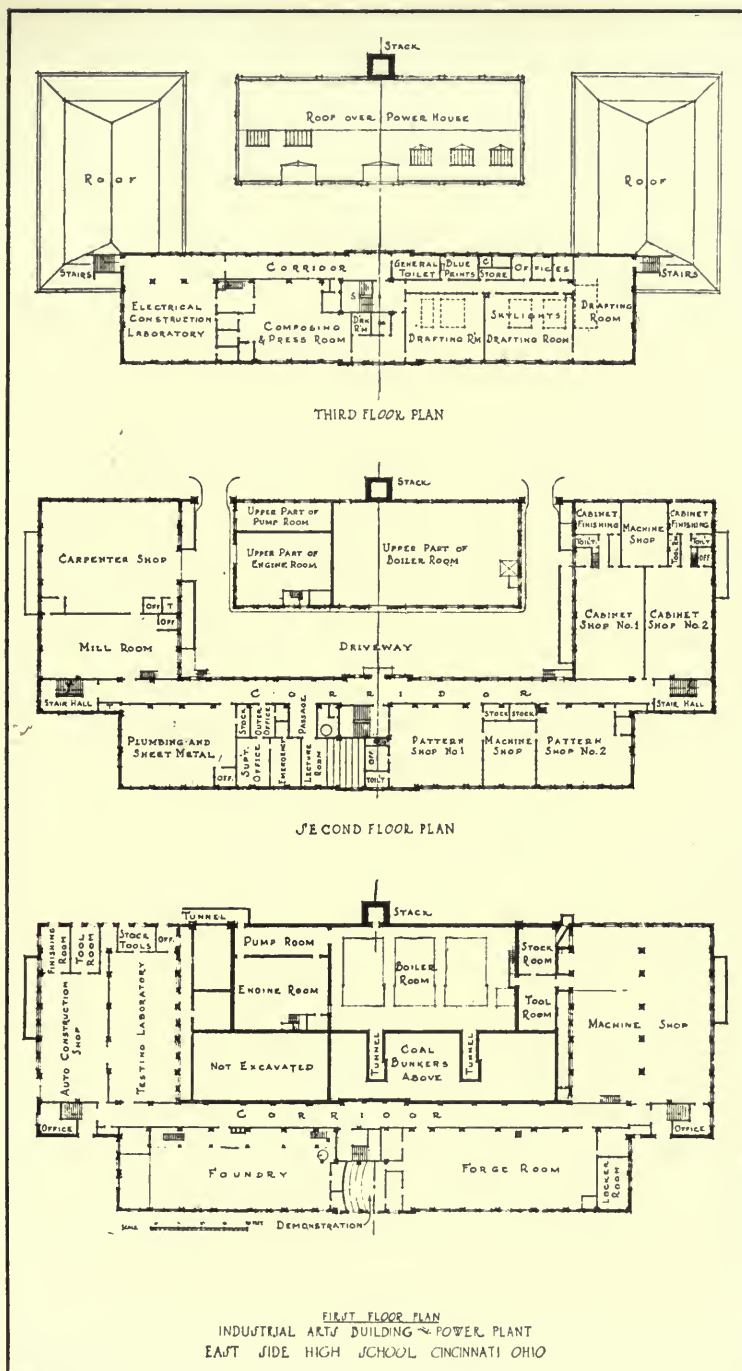 STACK
ROOF OVER POWER HOUSE
ROOF
ROOF
STAIRS
CORRIDOR
GENERAL TOILET
BLUE PRINTS
C
STORE
OFFICES
STAIRS
ELECTRICAL
CONSTRUCTION
LABORATORY
COMPOSING
& PRESS ROOM
S
D'RK
R'M
SKYLIGHTS
DRAFTING R'M
DRAFTING ROOM
DRAFTING
ROOM
THIRD FLOOR PLAN
STACK
CARPENTER SHOP
UPPER PART OF
PUMP ROOM
UPPER PART OF
ENGINE ROOM
UPPER PART OF
BOILER ROOM
CABINET
FINISHING
MACHINE
SHOP
CABINET
FINISHING
TOIL'T.
TOOL RM
TOIL'T
OFF
OFF
T
OFF
MILL ROOM
DRIVEWAY
CABINET
SHOP NO.1
CABINET
SHOP NO.2
STAIR HALL
CORRIDOR
STAIR HALL
PLUMBING AND
SHEET METAL
OFF.
STOCK
OUTER
OFFICE
PASSAGE
SUPT.
OFFICE
EMERGENCY
LECTURE
ROOM
OFF.
TOIL'T
PATTERN
SHOP NO 1
STOCK
STOCK
MACHINE
SHOP
PATTERN
SHOP NO.2
SECOND FLOOR PLAN
STACK
TUNNEL
FINISHING
ROOM
TOOL
ROOM
STOCK
TOOLS
OFF.
PUMP ROOM
BOILER
ROOM
STOCK
ROOM
ENGINE ROOM
TOOL
ROOM
MACHINE SHOP
AUTO CONSTRUCTION
SHOP
TESTING LABORATORY
NOT EXCAVATED
TUNNEL
COAL
BUNKERS
ABOVE
TUNNEL
OFFICE
CORRIDOR
OFFICE
FOUNDRY
FORGE ROOM
LOCKER
ROOM
SCALE
FEET
DEMONSTRATION
FIRST FLOOR PLAN
INDUSTRIAL ARTS BUILDING & POWER PLANT
EAST SIDE HIGH SCHOOL CINCINNATI OHIO